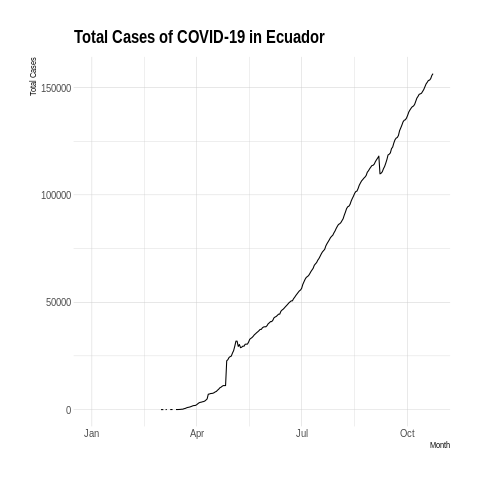 Total Cases of COVID-19 in Ecuador
Total Cases
150000
100000
50000
0
Jan Apr Jul Oct
Month